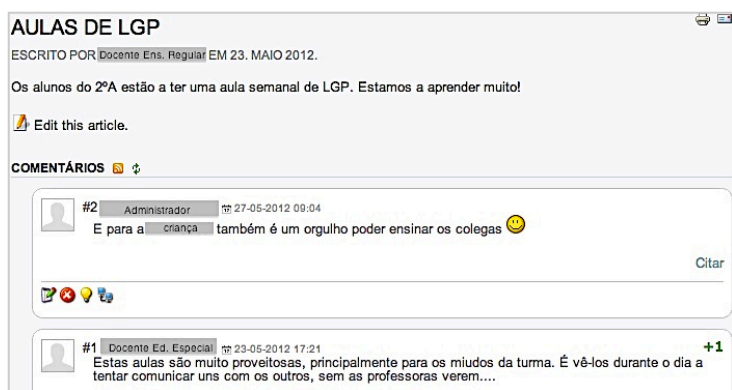 AULAS DE LGP
ESCRITO POR Docente Ens. Regular EM 23. MAIO 2012.
Os alunos do 2ºA estão a ter uma aula semanal de LGP. Estamos a aprender muito!
Edit this article.
COMENTÁRIOS
#2 Administrador 27-05-2012 09:04
E para a criança também é um orgulho poder ensinar os colegas
Citar
#1 Docente Ed. Especial 23-05-2012 17:21 +1
Estas aulas são muito proveitosas, principalmente para os miudos da turma. É vê-los durante o dia a
tentar comunicar uns com os outros, sem as professoras verem....